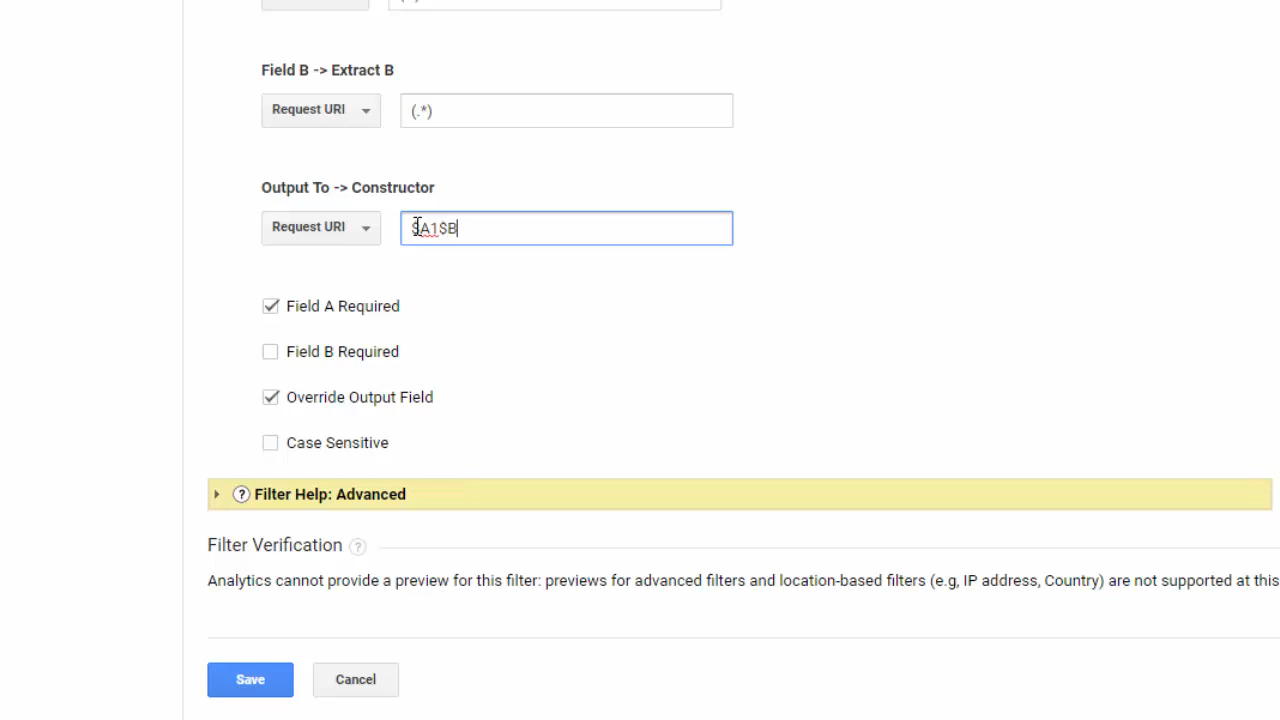 Field B -> Extract B
Request URI
(.*)
Output To -> Constructor
Request URI
$A1$B
Field A Required
Field B Required
Override Output Field
Case Sensitive
? Filter Help: Advanced
Filter Verification ?
Analytics cannot provide a preview for this filter: previews for advanced filters and location-based filters (e.g, IP address, Country) are not supported at this
Save
Cancel